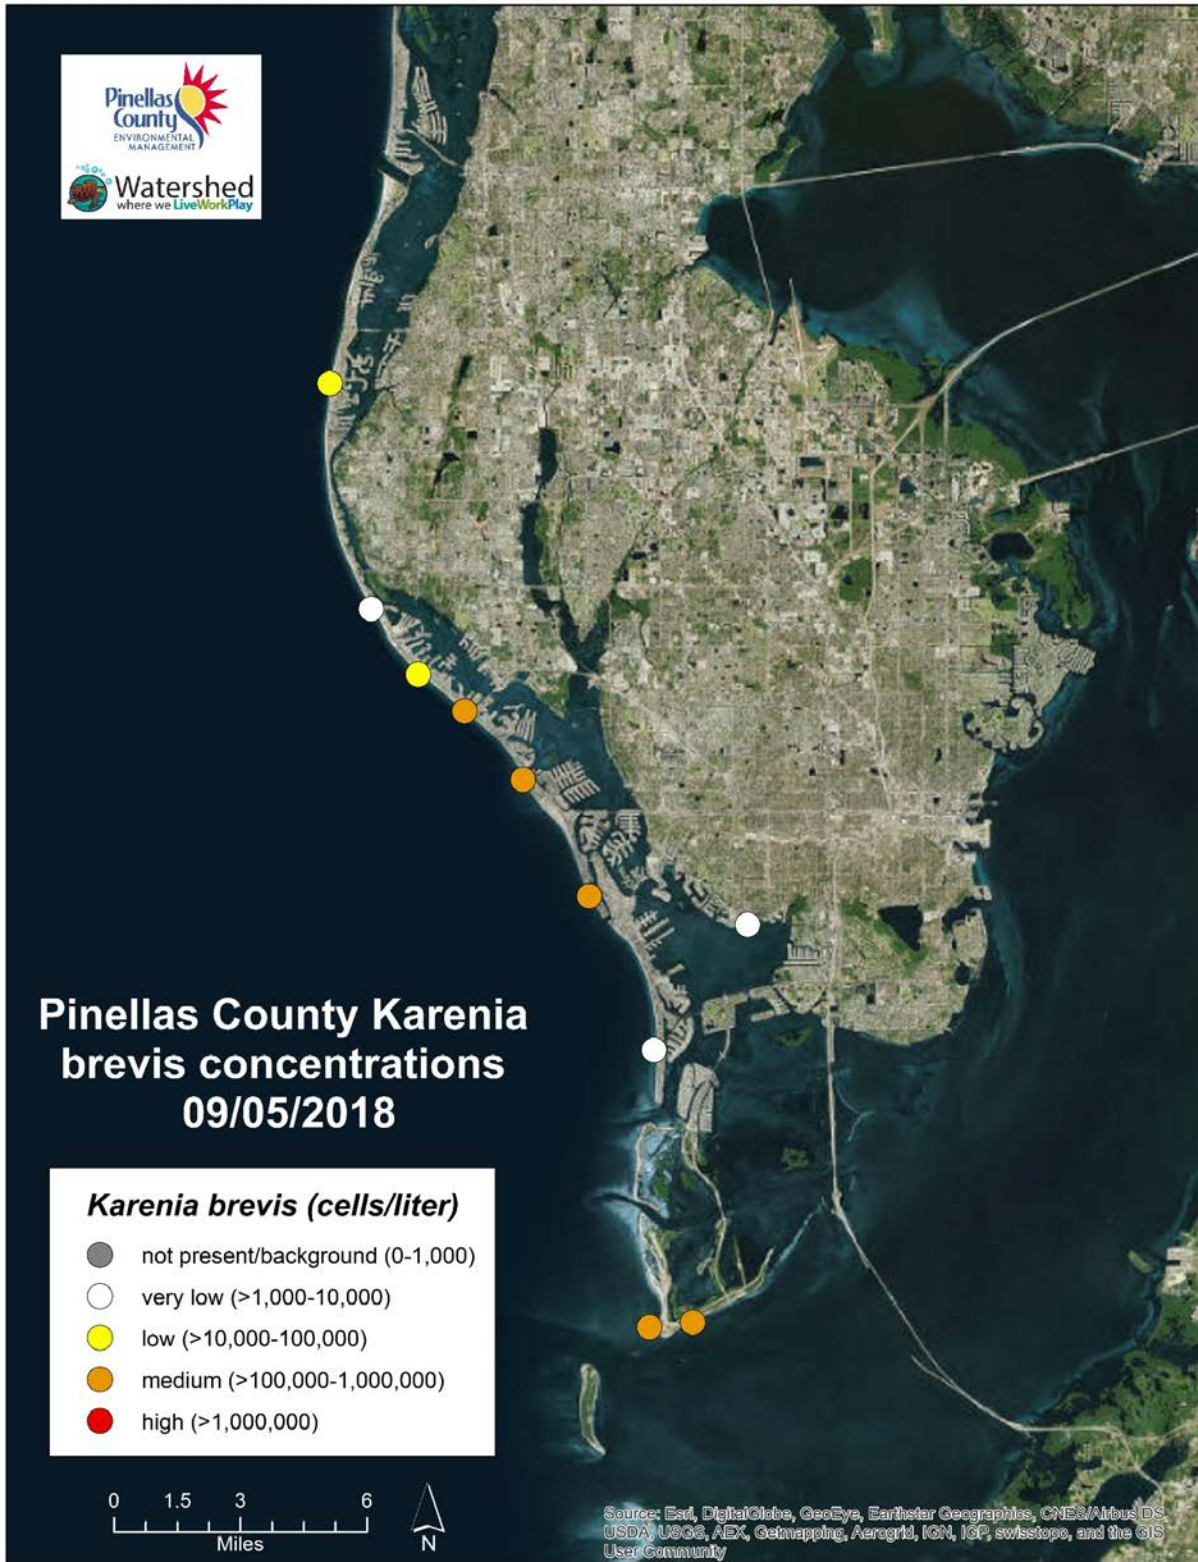 Pinellas
County
ENVIRONMENTAL
MANAGEMENT
Watershed
where we LiveWorkPlay
Pinellas County Karenia
brevis concentrations
09/05/2018
Karenia brevis (cells/liter)
not present/background (0-1,000)
very low (>1,000-10,000)
low (>10,000-100,000)
medium (>100,000-1,000,000)
high (>1,000,000)
0 1.5 3 6
Miles
N
Source: Esri, DigitalGlobe, GeoEye, Earthstar Geographics, CNES/Airbus DS,
USDA, USGS, AEX, Getmapping, Aerogrid, IGN, IGP, swisstopo, and the GIS
User Community